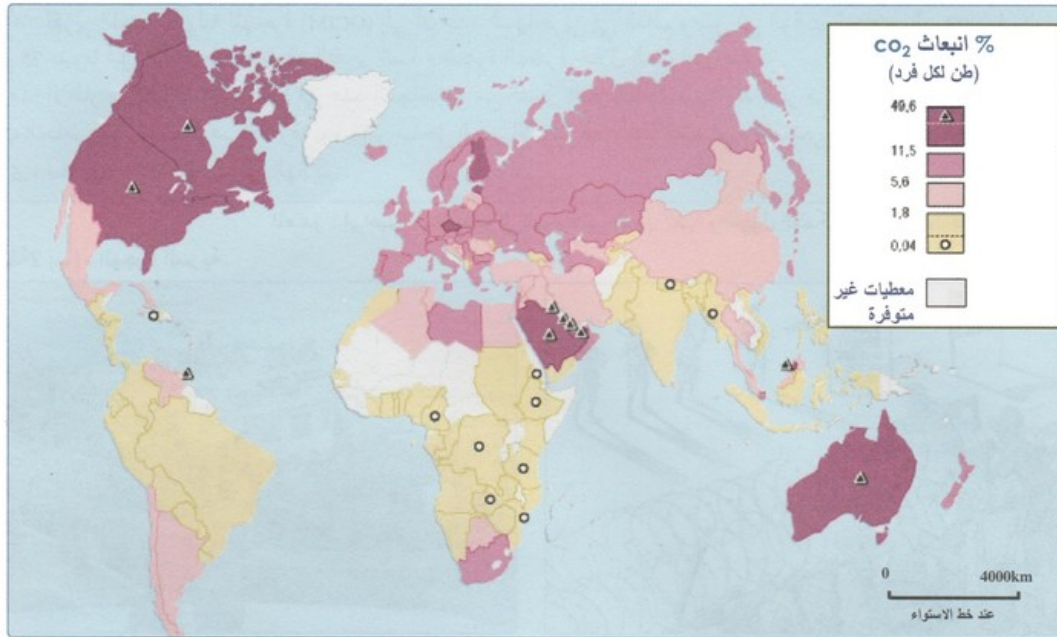 % انبعاث CO₂
(طن لكل فرد)
49,6
11,5
5,6
1,8
0,04
معطيات غير
متوفرة
0 4000km
عند خط الاستواء